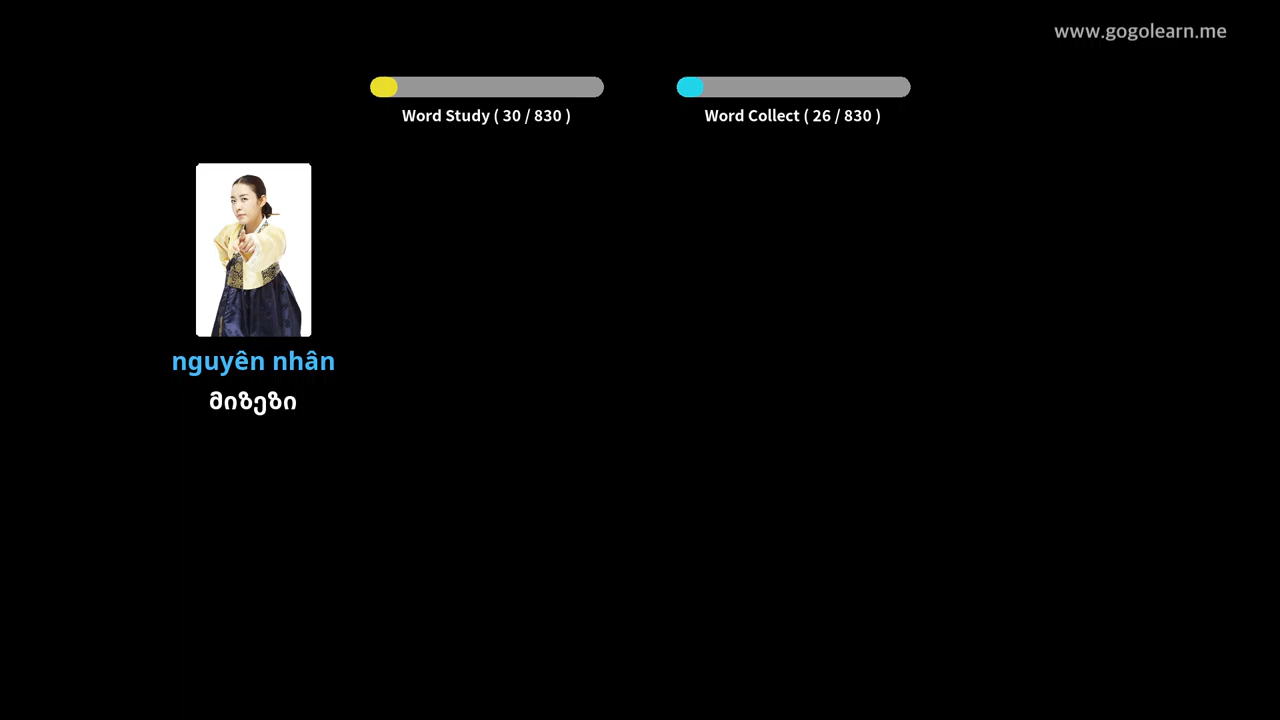 www.gogolearn.me
Word Study ( 30 / 830 )
Word Collect ( 26 / 830 )
nguyên nhân
მიზეზი